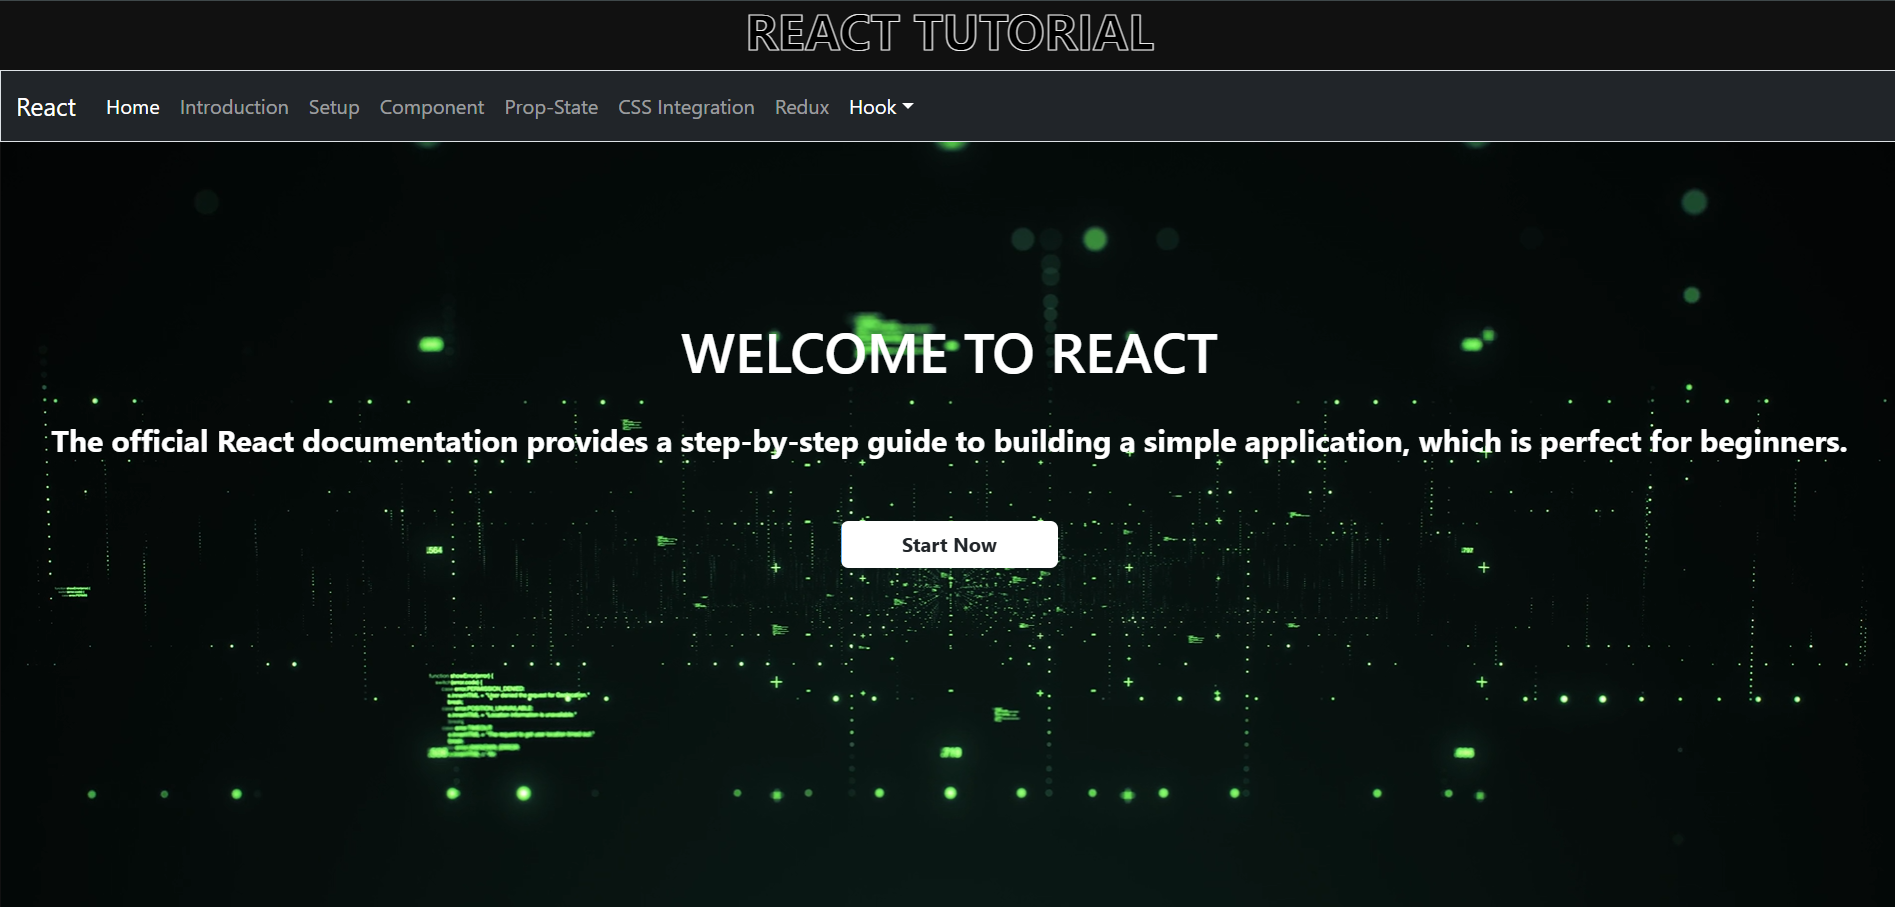 REACT TUTORIAL
React Home Introduction Setup Component Prop-State CSS Integration Redux Hook
WELCOME TO REACT
The official React documentation provides a step-by-step guide to building a simple application, which is perfect for beginners.
Start Now